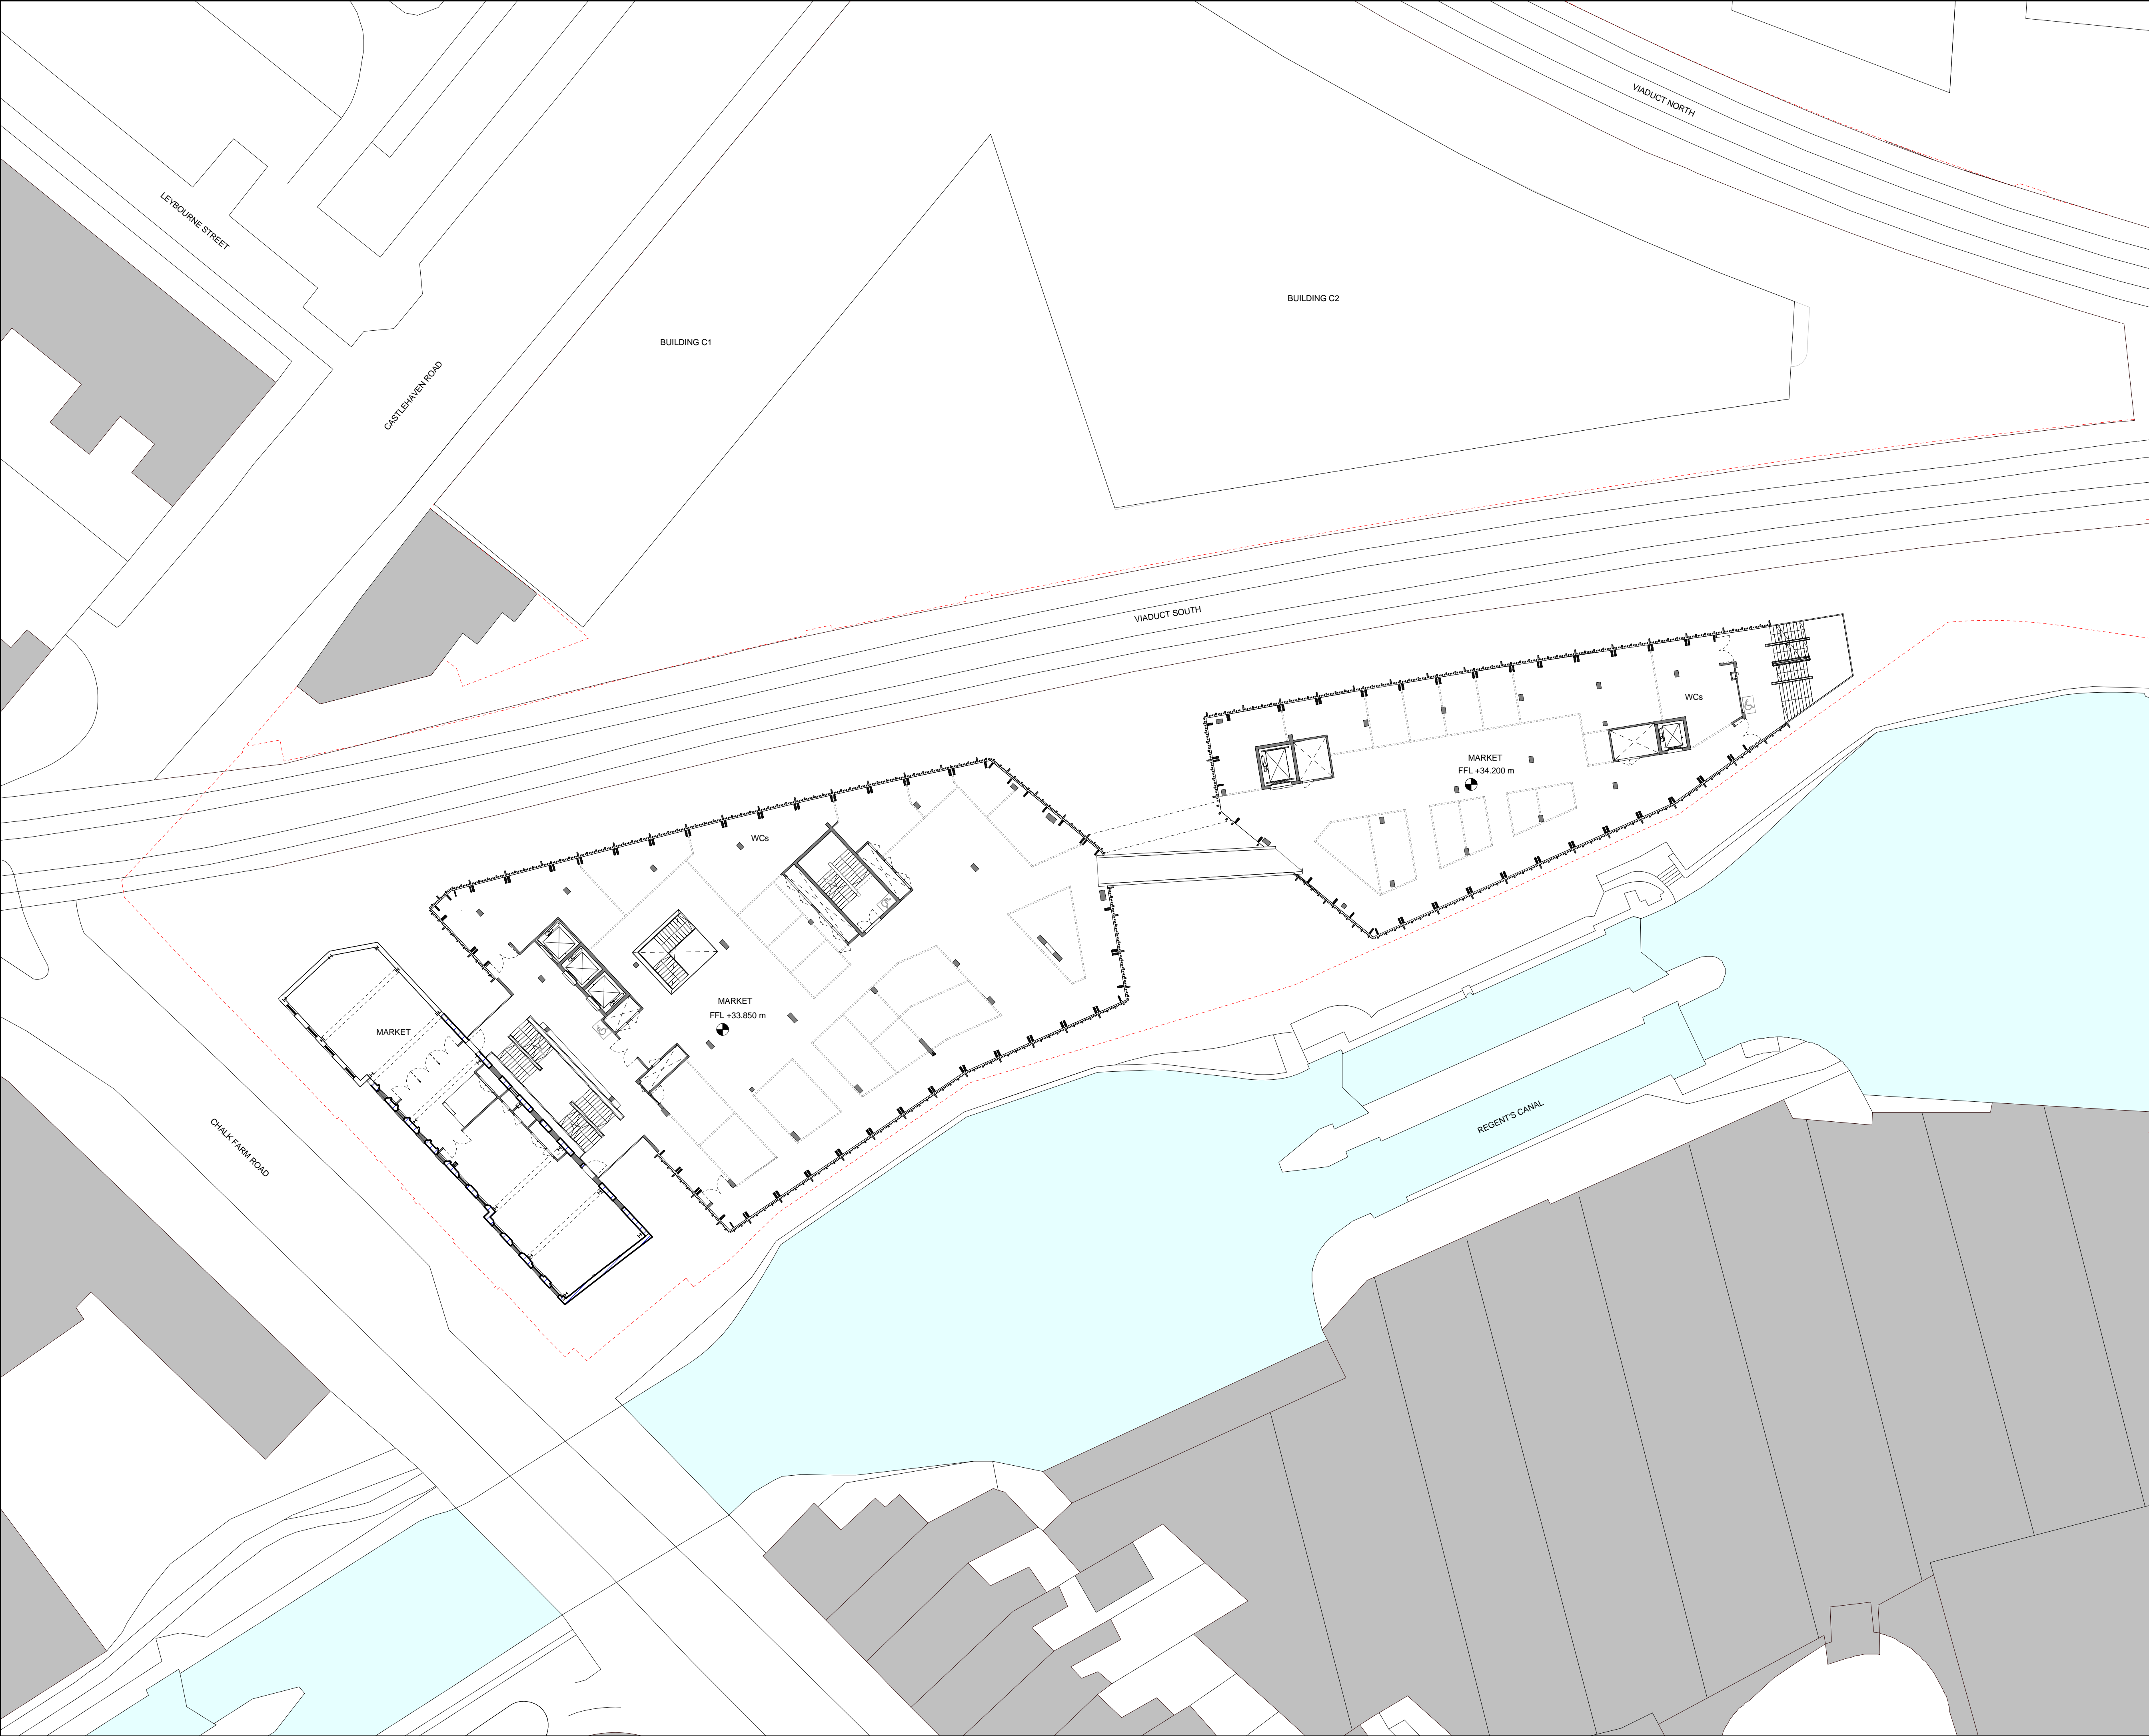 VIADUCT NORTH
LEYBOURNE STREET
BUILDING C2
BUILDING C1
CASTLEHAVEN ROAD
VIADUCT SOUTH
WCs
MARKET
FFL +34.200 m
WCs
MARKET
FFL +33.850 m
MARKET
CHALK FARM ROAD
REGENT'S CANAL